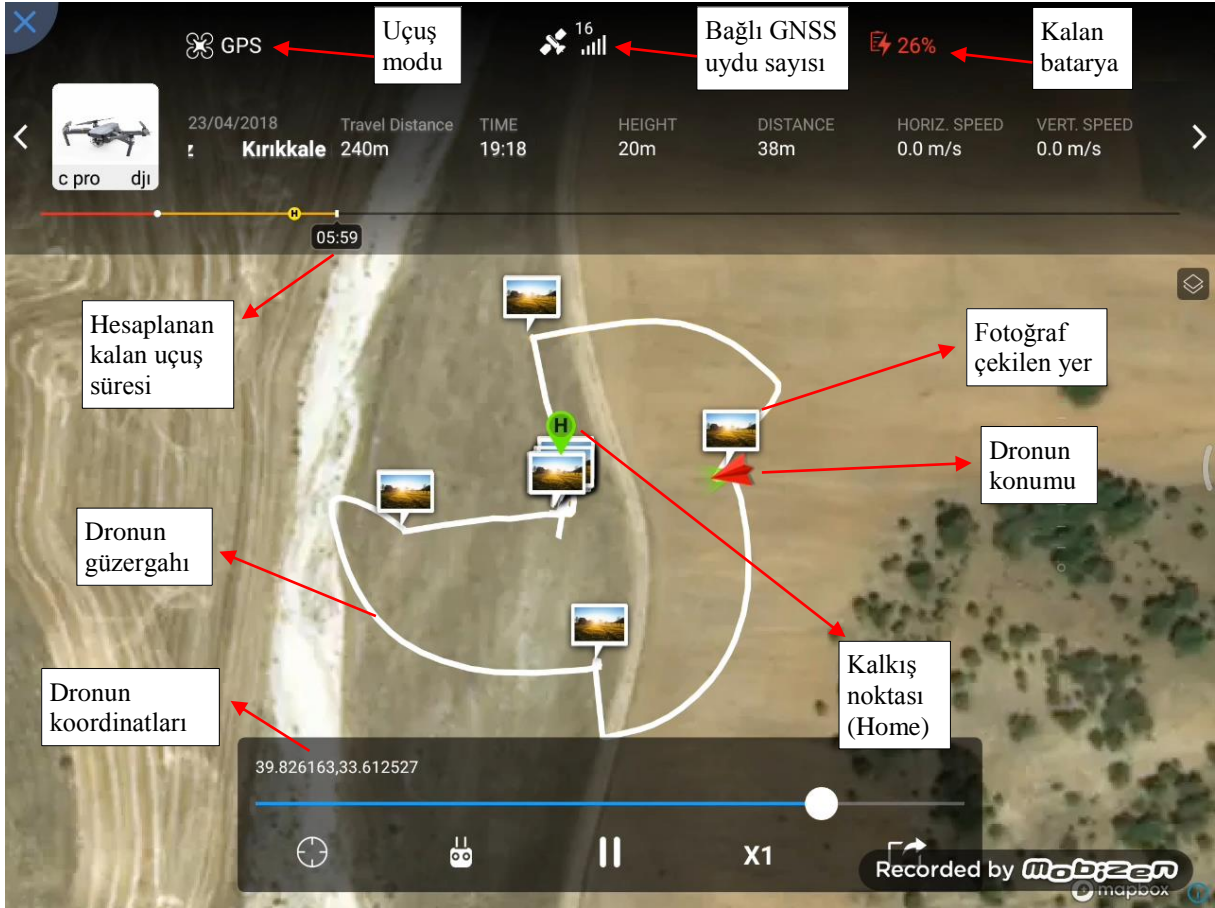 GPS
Uçuş
modu
16
Bağlı GNSS
uydu sayısı
26%
Kalan
batarya
c pro djı
23/04/2018
z Kırıkkale
Travel Distance
240m
TIME
19:18
HEIGHT
20m
DISTANCE
38m
HORIZ. SPEED
0.0 m/s
VERT. SPEED
0.0 m/s
H
05:59
Hesaplanan
kalan uçuş
süresi
Fotoğraf
çekilen yer
H
Dronun
konumu
Dronun
güzergahı
Kalkış
noktası
(Home)
Dronun
koordinatları
39.826163,33.612527
X1
Recorded by Mobizen
mapbox